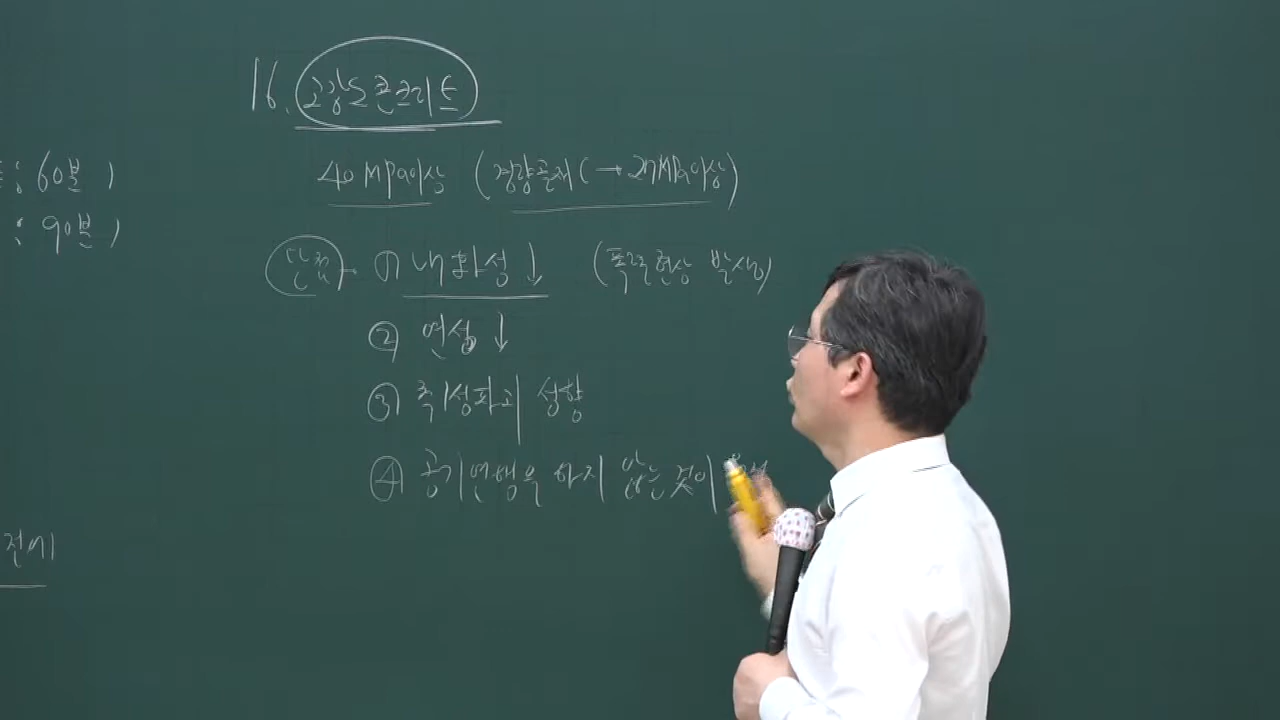 : 60분 )
: 90분 )
전에
16. 고강도콘크리트
40MPa이상 (경량골재( → 27MPa이상)
단점 - ① 내화성 ↓ (폭렬현상 발생)
② 연성 ↓
③ 취성파괴 성향
④ 공기연행을 하지 않는 것이